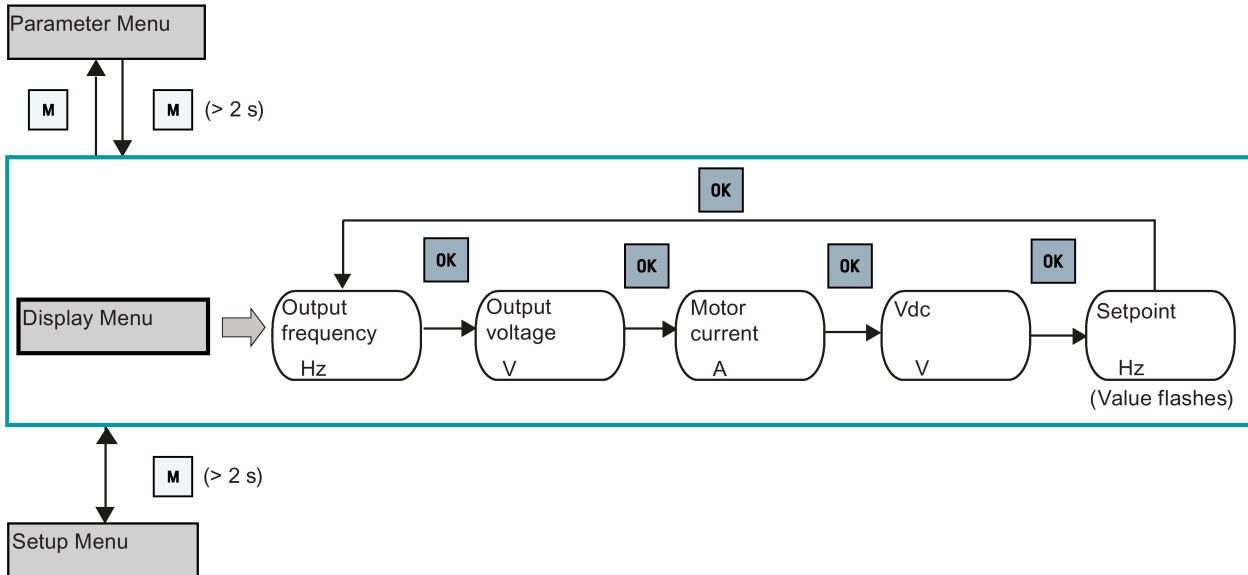 Parameter Menu
M
M (> 2 s)
OK
OK
OK
OK
OK
Display Menu
Output
frequency
Hz
Output
voltage
V
Motor
current
A
Vdc
V
Setpoint
Hz
(Value flashes)
M (> 2 s)
Setup Menu